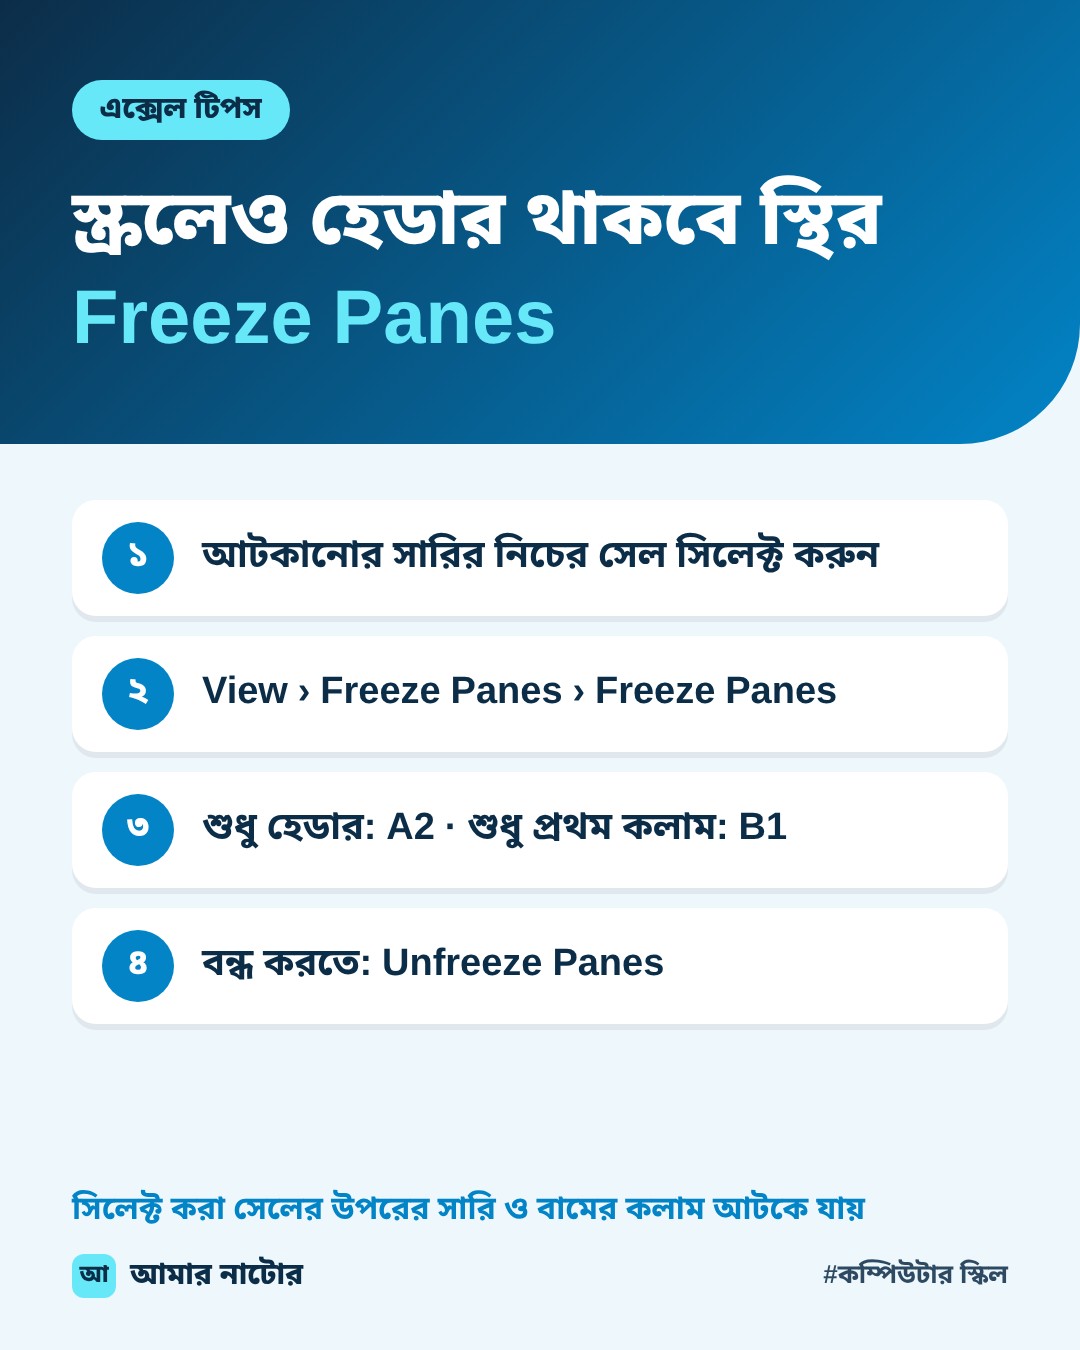 এক্সেল টিপস
স্ক্রলেও হেডার থাকবে স্থির
Freeze Panes
১ আটকানোর সারির নিচের সেল সিলেক্ট করুন
২ View › Freeze Panes › Freeze Panes
৩ শুধু হেডার: A2 · শুধু প্রথম কলাম: B1
৪ বন্ধ করতে: Unfreeze Panes
সিলেক্ট করা সেলের উপরের সারি ও বামের কলাম আটকে যায়
আ আমার নাটোর
#কম্পিউটার স্কিল